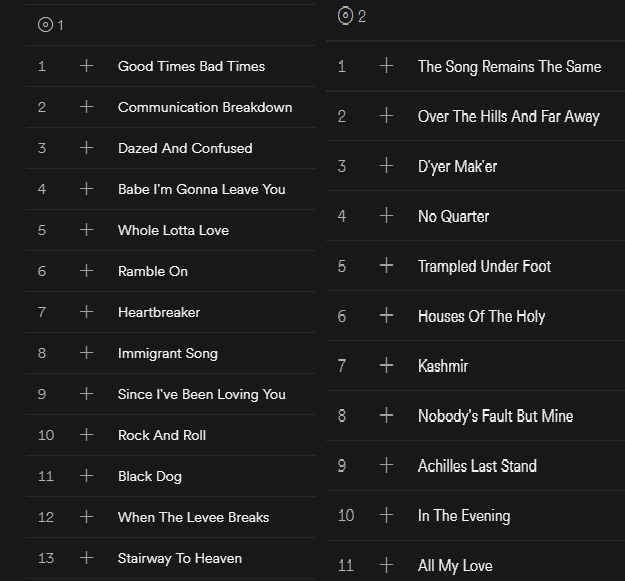 1
1 + Good Times Bad Times
2 + Communication Breakdown
3 + Dazed And Confused
4 + Babe I'm Gonna Leave You
5 + Whole Lotta Love
6 + Ramble On
7 + Heartbreaker
8 + Immigrant Song
9 + Since I've Been Loving You
10 + Rock And Roll
11 + Black Dog
12 + When The Levee Breaks
13 + Stairway To Heaven
2
1 + The Song Remains The Same
2 + Over The Hills And Far Away
3 + D'yer Mak'er
4 + No Quarter
5 + Trampled Under Foot
6 + Houses Of The Holy
7 + Kashmir
8 + Nobody's Fault But Mine
9 + Achilles Last Stand
10 + In The Evening
11 + All My Love